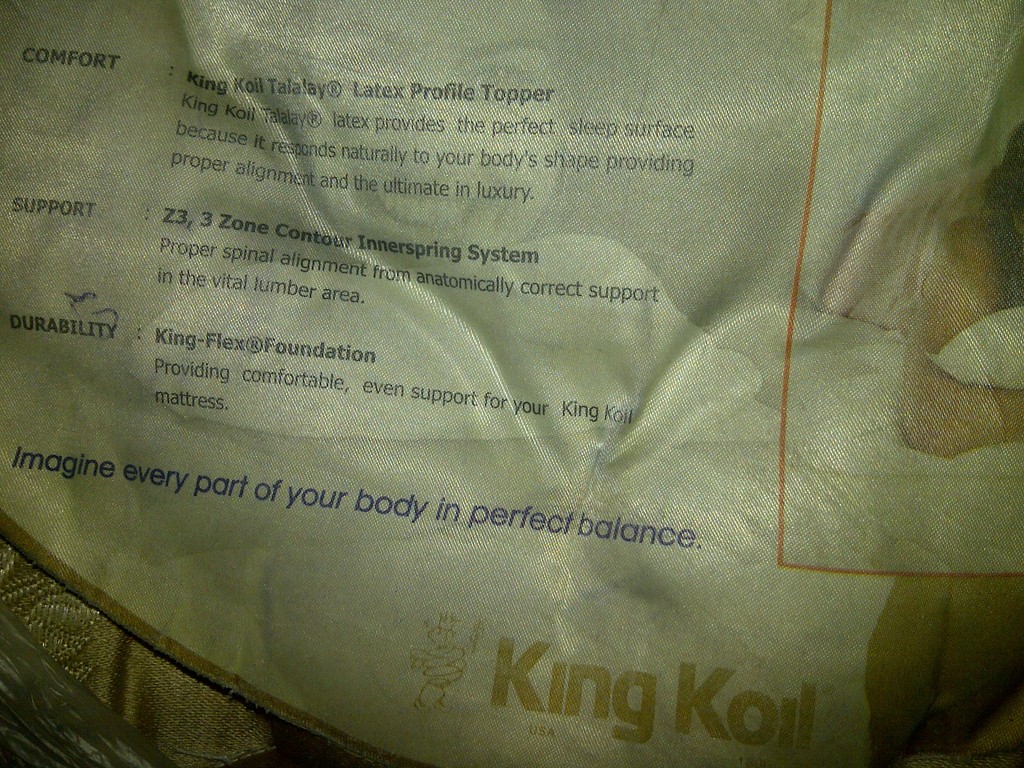 COMFORT : King Koil Talalay® Latex Profile Topper
King Koil Talalay® latex provides the perfect sleep surface
because it responds naturally to your body's shape providing
proper alignment and the ultimate in luxury.
SUPPORT : Z3, 3 Zone Contour Innerspring System
Proper spinal alignment from anatomically correct support
in the vital lumber area.
DURABILITY : King-Flex®Foundation
Providing comfortable, even support for your King Koil
mattress.
Imagine every part of your body in perfect balance.
King Koil
USA